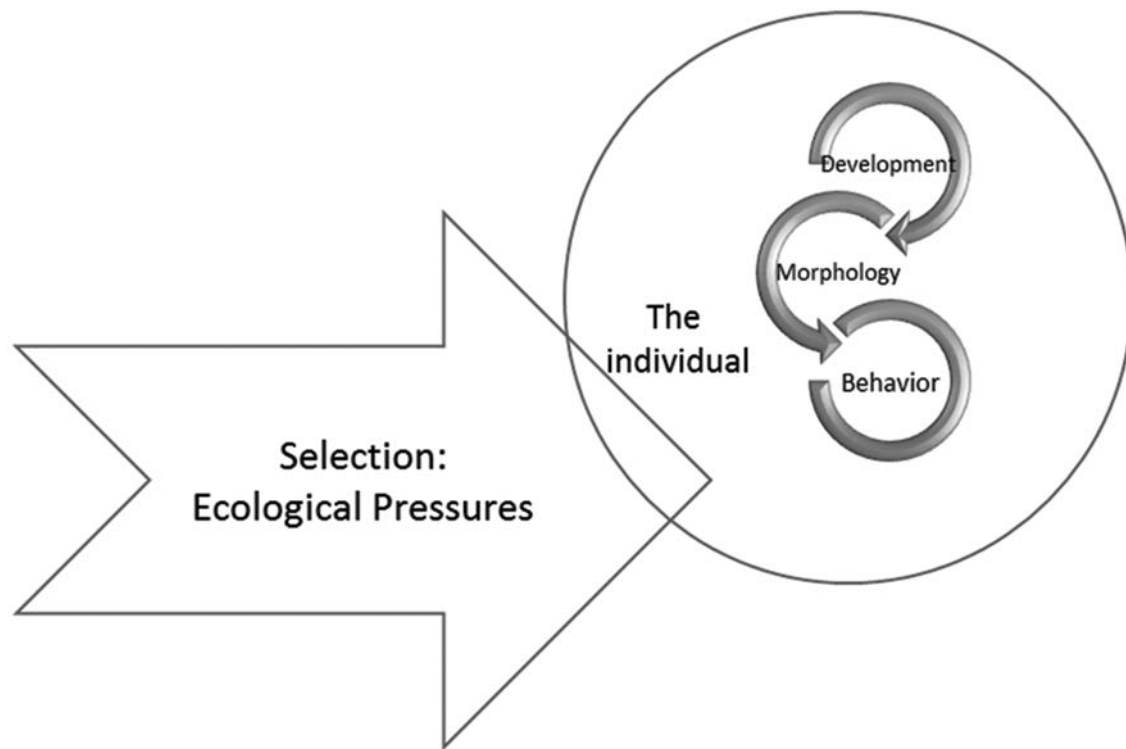 Development
Morphology
The
individual
Behavior
Selection:
Ecological Pressures